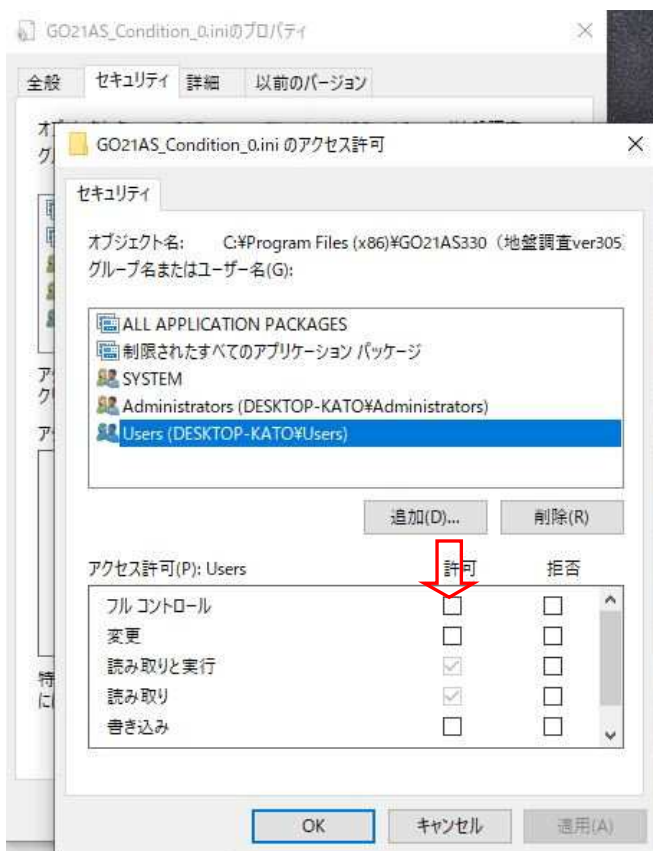 GO21AS_Condition_0.iniのプロパティ
全般 セキュリティ 詳細 以前のバージョン
オブ
グル
GO21AS_Condition_0.ini のアクセス許可
セキュリティ
オブジェクト名: C:¥Program Files (x86)¥GO21AS330（地盤調査ver305
グループ名またはユーザー名(G):
ALL APPLICATION PACKAGES
制限されたすべてのアプリケーション パッケージ
SYSTEM
Administrators (DESKTOP-KATO¥Administrators)
Users (DESKTOP-KATO¥Users)
追加(D)... 削除(R)
アクセス許可(P): Users 許可 拒否
フル コントロール
変更
読み取りと実行
読み取り
書き込み
特
に
OK キャンセル 適用(A)